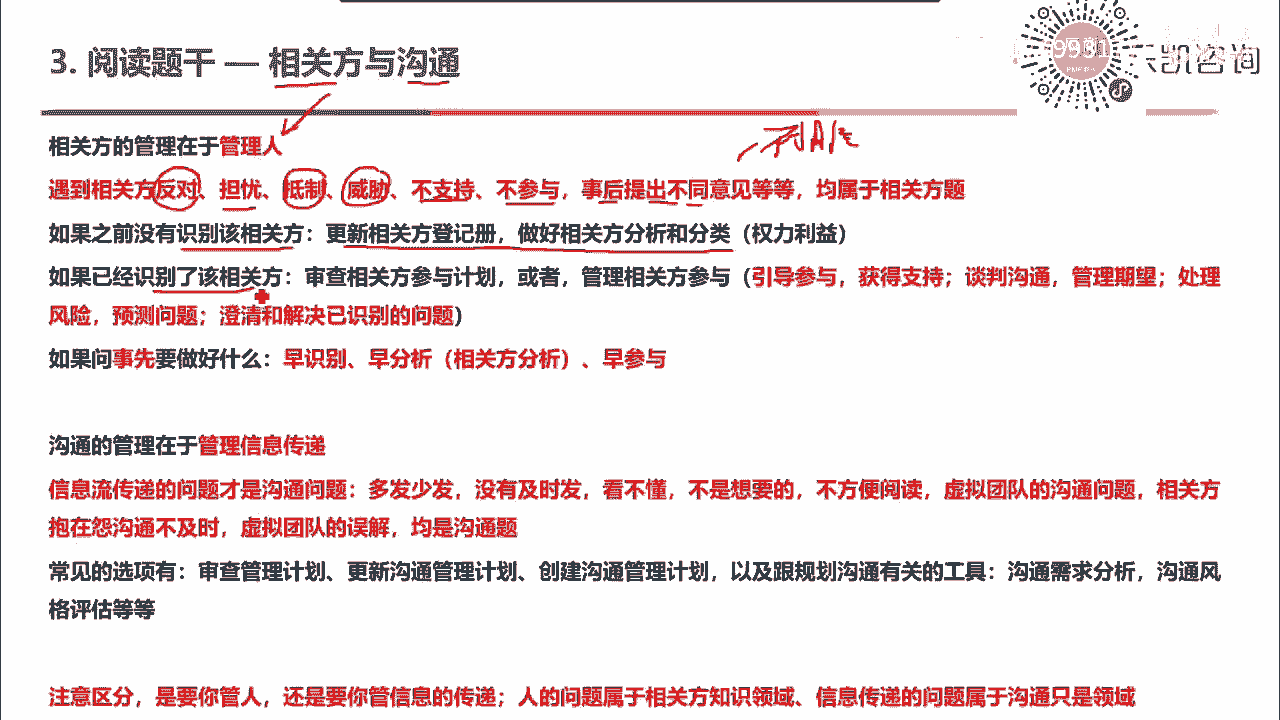 3. 阅读题干 — 相关方与沟通
凯咨询
相关方的管理在于管理人
遇到相关方反对、担忧、抵制、威胁、不支持、不参与，事后提出不同意见等等，均属于相关方题
如果之前没有识别该相关方：更新相关方登记册，做好相关方分析和分类（权力利益）
如果已经识别了该相关方：审查相关方参与计划，或者，管理相关方参与（引导参与，获得支持；谈判沟通，管理期望；处理
风险，预测问题；澄清和解决已识别的问题）
如果问事先要做好什么：早识别、早分析（相关方分析）、早参与
沟通的管理在于管理信息传递
信息流传递的问题才是沟通问题：多发少发，没有及时发，看不懂，不是想要的，不方便阅读，虚拟团队的沟通问题，相关方
抱在怨沟通不及时，虚拟团队的误解，均是沟通题
常见的选项有：审查管理计划、更新沟通管理计划、创建沟通管理计划，以及跟规划沟通有关的工具：沟通需求分析，沟通风
格评估等等
注意区分，是要你管人，还是要你管信息的传递；人的问题属于相关方知识领域、信息传递的问题属于沟通只是领域